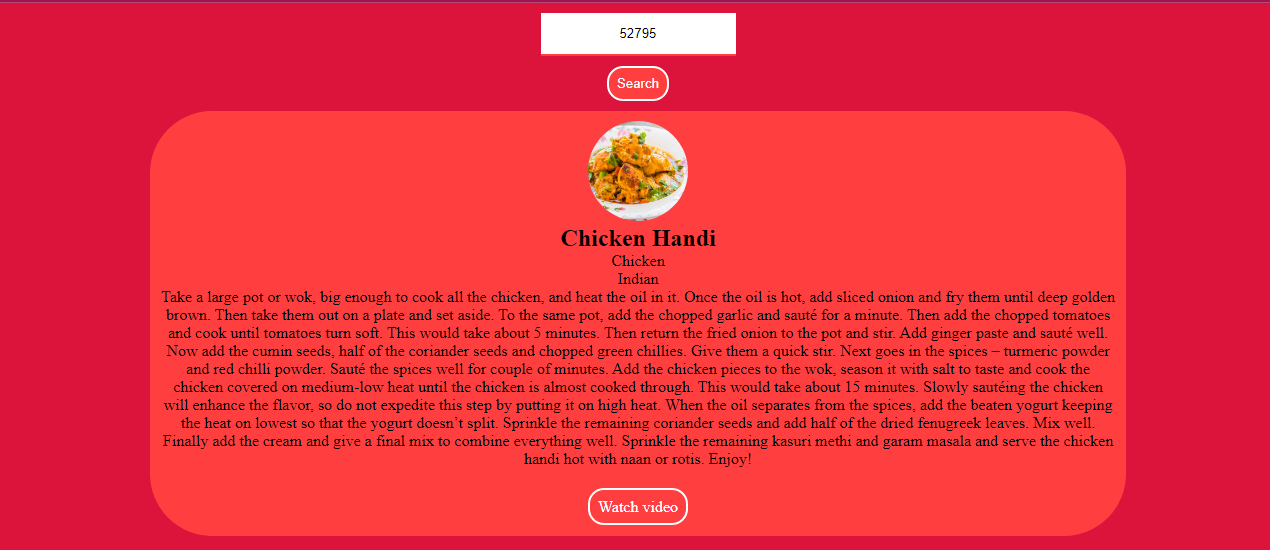 52795
Search
Chicken Handi
Chicken
Indian
Take a large pot or wok, big enough to cook all the chicken, and heat the oil in it. Once the oil is hot, add sliced onion and fry them until deep golden
brown. Then take them out on a plate and set aside. To the same pot, add the chopped garlic and sauté for a minute. Then add the chopped tomatoes
and cook until tomatoes turn soft. This would take about 5 minutes. Then return the fried onion to the pot and stir. Add ginger paste and sauté well.
Now add the cumin seeds, half of the coriander seeds and chopped green chillies. Give them a quick stir. Next goes in the spices – turmeric powder
and red chilli powder. Sauté the spices well for couple of minutes. Add the chicken pieces to the wok, season it with salt to taste and cook the
chicken covered on medium-low heat until the chicken is almost cooked through. This would take about 15 minutes. Slowly sautéing the chicken
will enhance the flavor, so do not expedite this step by putting it on high heat. When the oil separates from the spices, add the beaten yogurt keeping
the heat on lowest so that the yogurt doesn’t split. Sprinkle the remaining coriander seeds and add half of the dried fenugreek leaves. Mix well.
Finally add the cream and give a final mix to combine everything well. Sprinkle the remaining kasuri methi and garam masala and serve the chicken
handi hot with naan or rotis. Enjoy!
Watch video